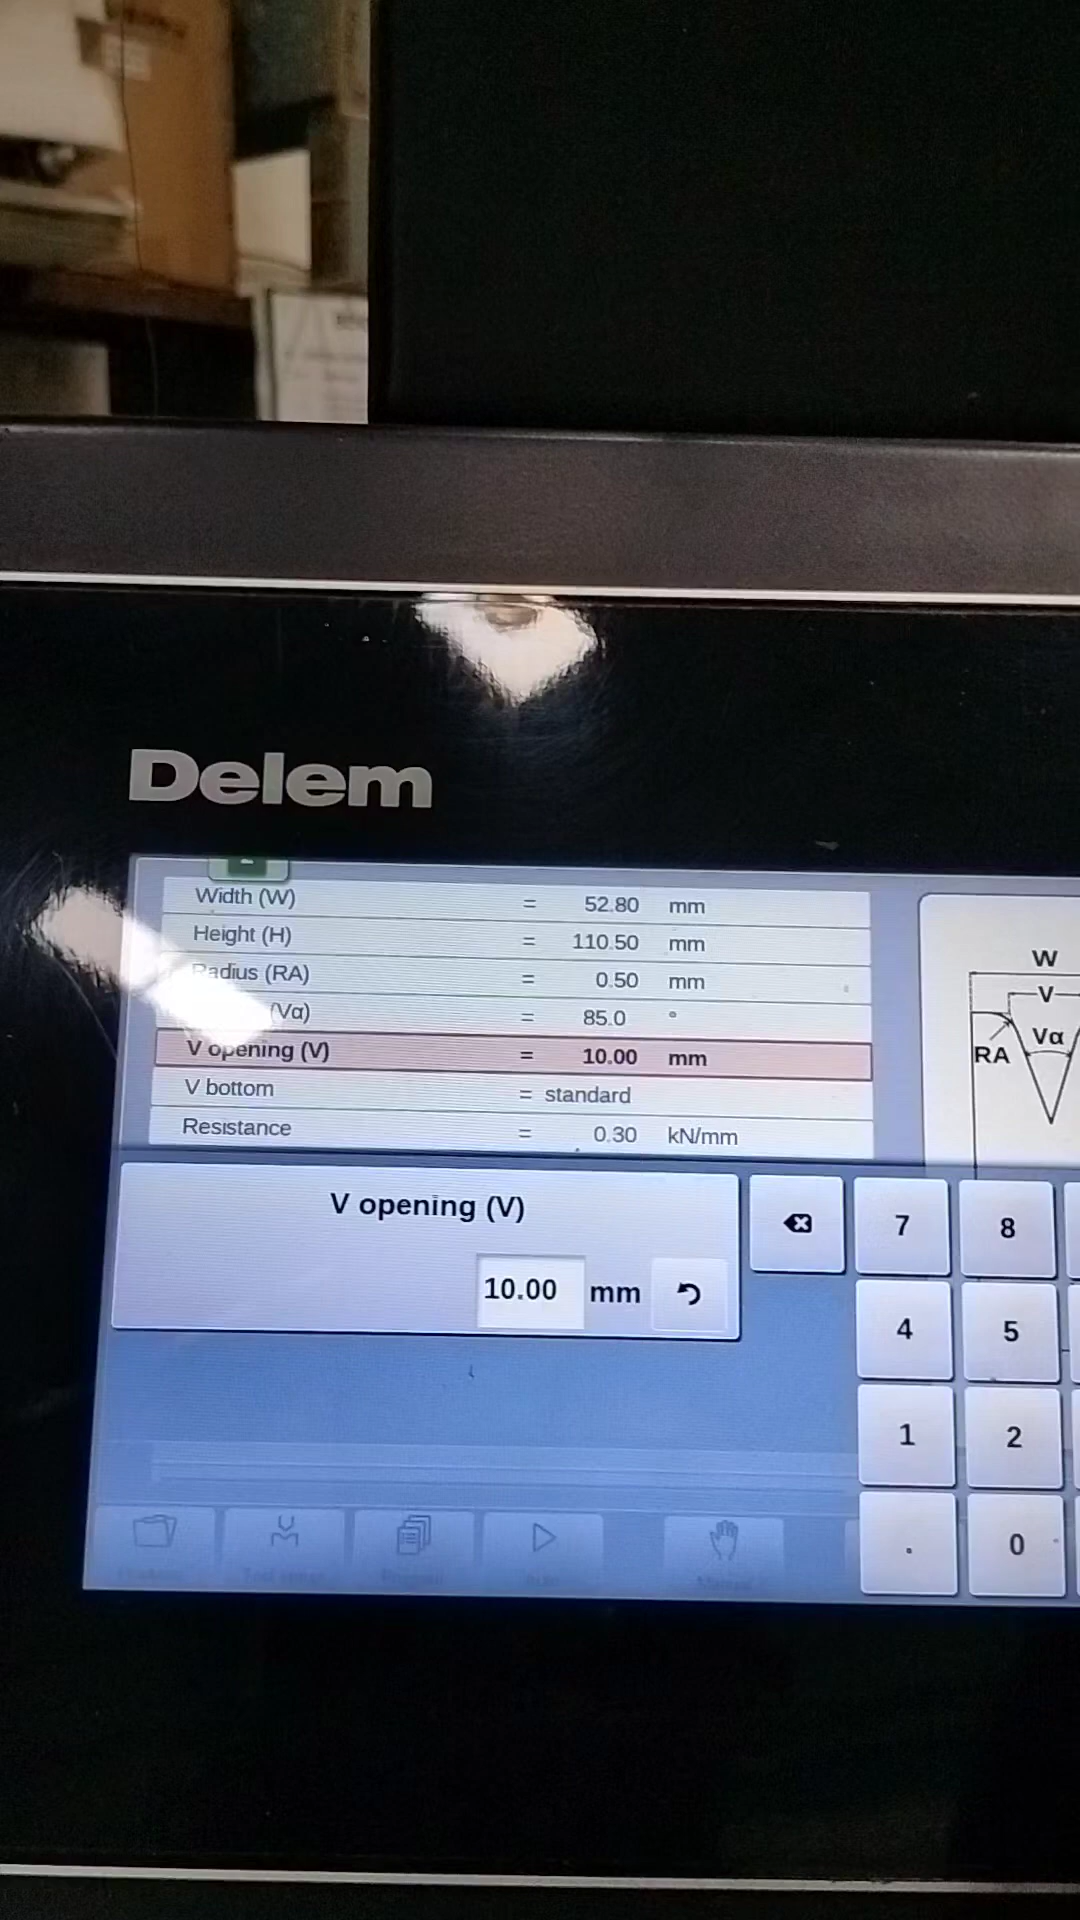 Delem
Width (W) = 52.80 mm
Height (H) = 110.50 mm
Radius (RA) = 0.50 mm
(Vα) = 85.0 °
V opening (V) = 10.00 mm
V bottom = standard
Resistance = 0.30 kN/mm
W
V
Vα
RA
V opening (V)
10.00 mm
7 8
4 5
1 2
. 0